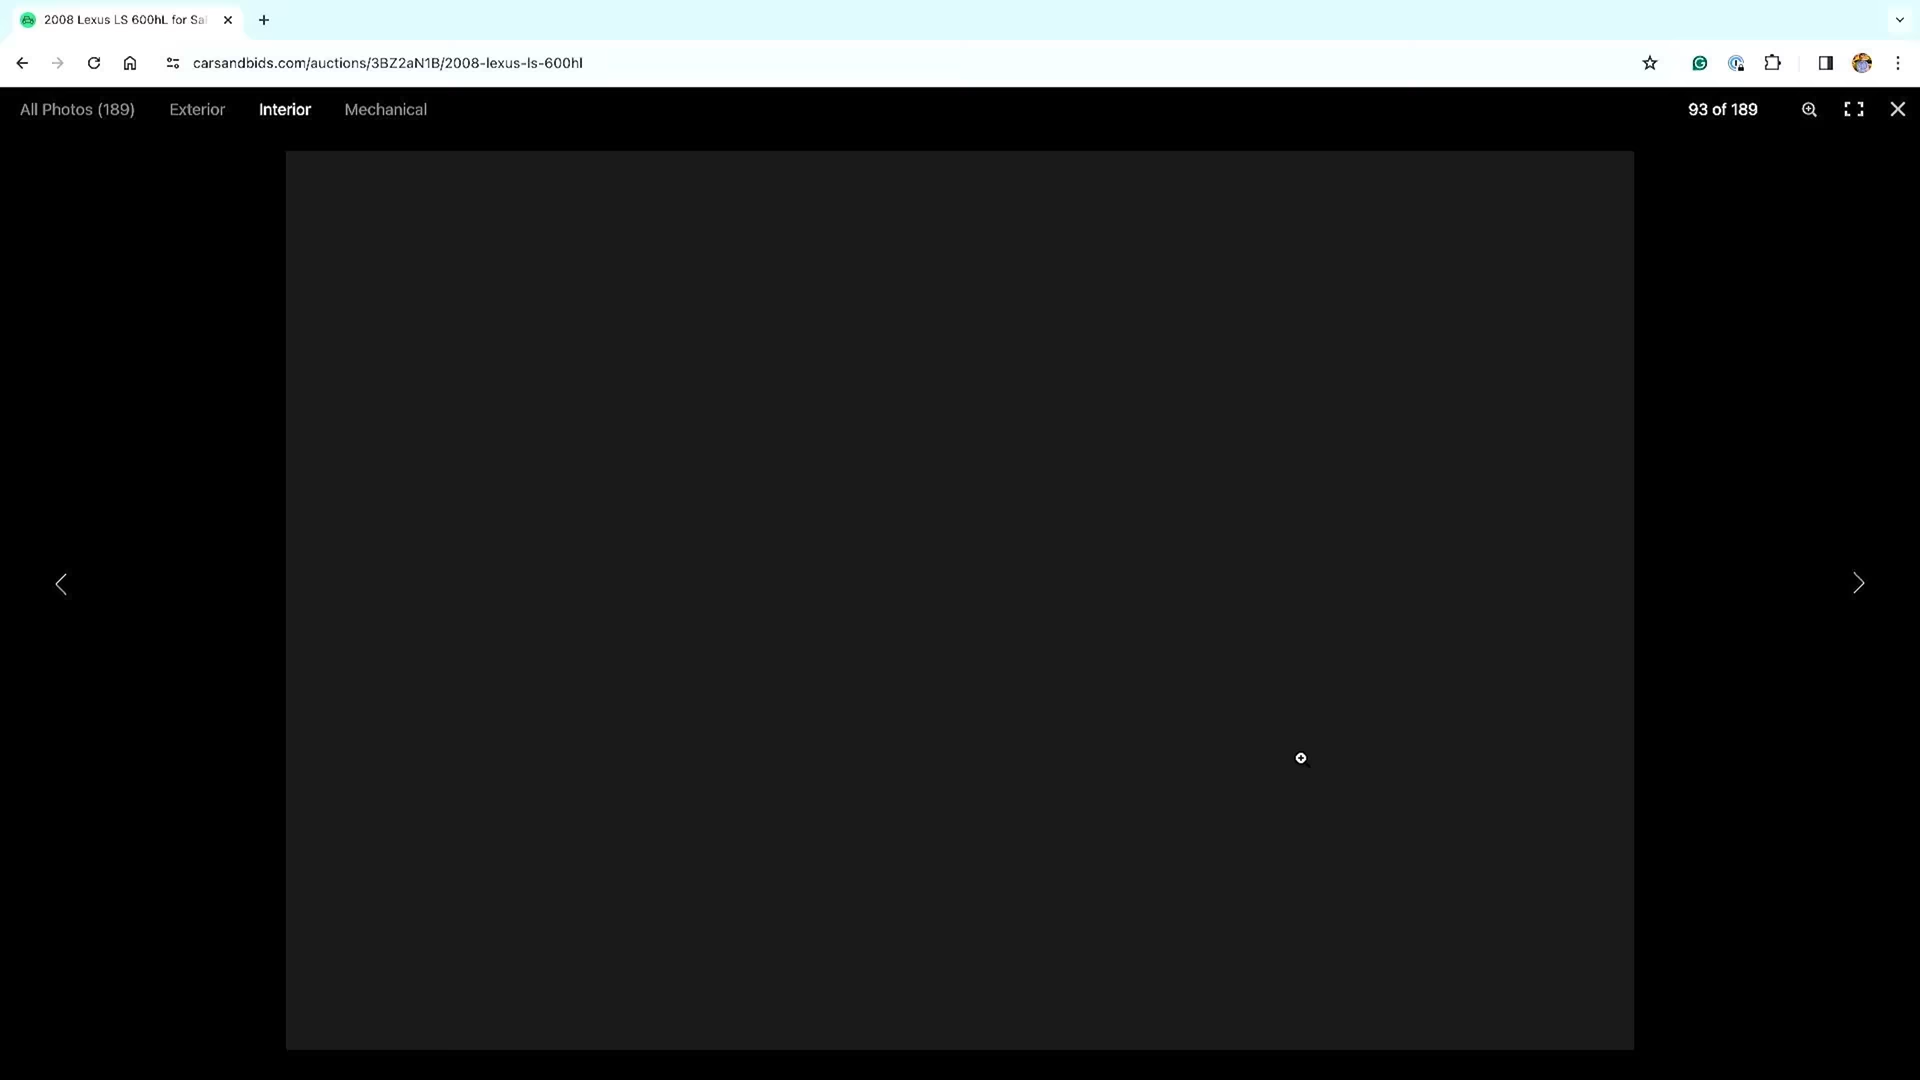 2008 Lexus LS 600hL for Sal
carsandbids.com/auctions/3BZ2aN1B/2008-lexus-ls-600hl
All Photos (189) Exterior Interior Mechanical 93 of 189